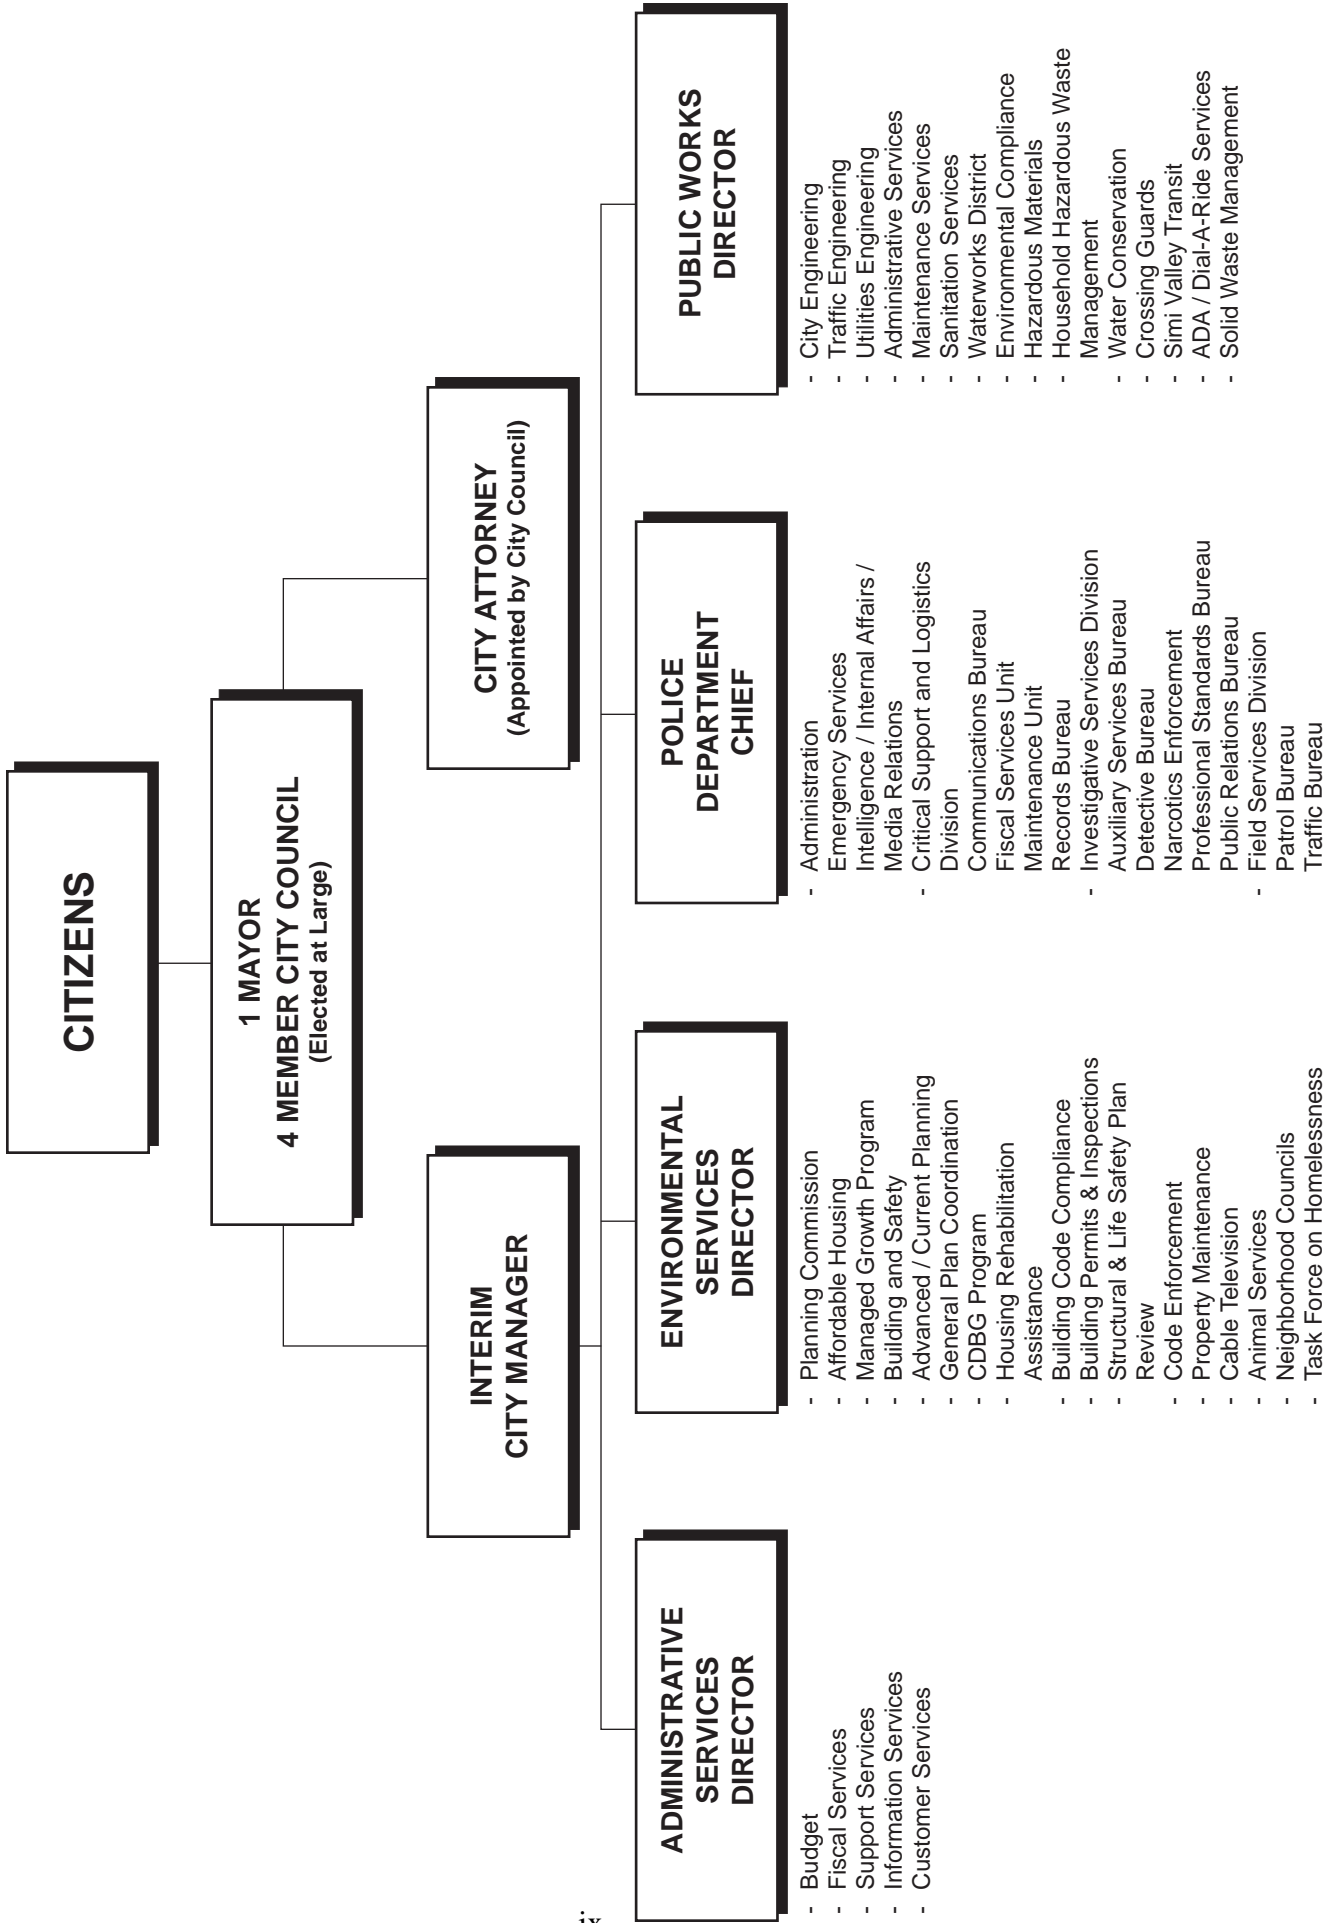 CITIZENS
1 MAYOR
4 MEMBER CITY COUNCIL
(Elected at Large)
INTERIM
CITY MANAGER
CITY ATTORNEY
(Appointed by City Council)
ADMINISTRATIVE
SERVICES
DIRECTOR
- Budget
- Fiscal Services
- Support Services
- Information Services
- Customer Services
ENVIRONMENTAL
SERVICES
DIRECTOR
- Planning Commission
- Affordable Housing
- Managed Growth Program
- Building and Safety
- Advanced / Current Planning
- General Plan Coordination
- CDBG Program
- Housing Rehabilitation
Assistance
- Building Code Compliance
- Building Permits & Inspections
- Structural & Life Safety Plan
Review
- Code Enforcement
- Property Maintenance
- Cable Television
- Animal Services
- Neighborhood Councils
- Task Force on Homelessness
POLICE
DEPARTMENT
CHIEF
- Administration
Emergency Services
Intelligence / Internal Affairs /
Media Relations
- Critical Support and Logistics
Division
Communications Bureau
Fiscal Services Unit
Maintenance Unit
Records Bureau
- Investigative Services Division
Auxiliary Services Bureau
Detective Bureau
Narcotics Enforcement
Professional Standards Bureau
Public Relations Bureau
- Field Services Division
Patrol Bureau
Traffic Bureau
PUBLIC WORKS
DIRECTOR
- City Engineering
- Traffic Engineering
- Utilities Engineering
- Administrative Services
- Maintenance Services
- Sanitation Services
- Waterworks District
- Environmental Compliance
- Hazardous Materials
- Household Hazardous Waste
Management
- Water Conservation
- Crossing Guards
- Simi Valley Transit
- ADA / Dial-A-Ride Services
- Solid Waste Management
ix